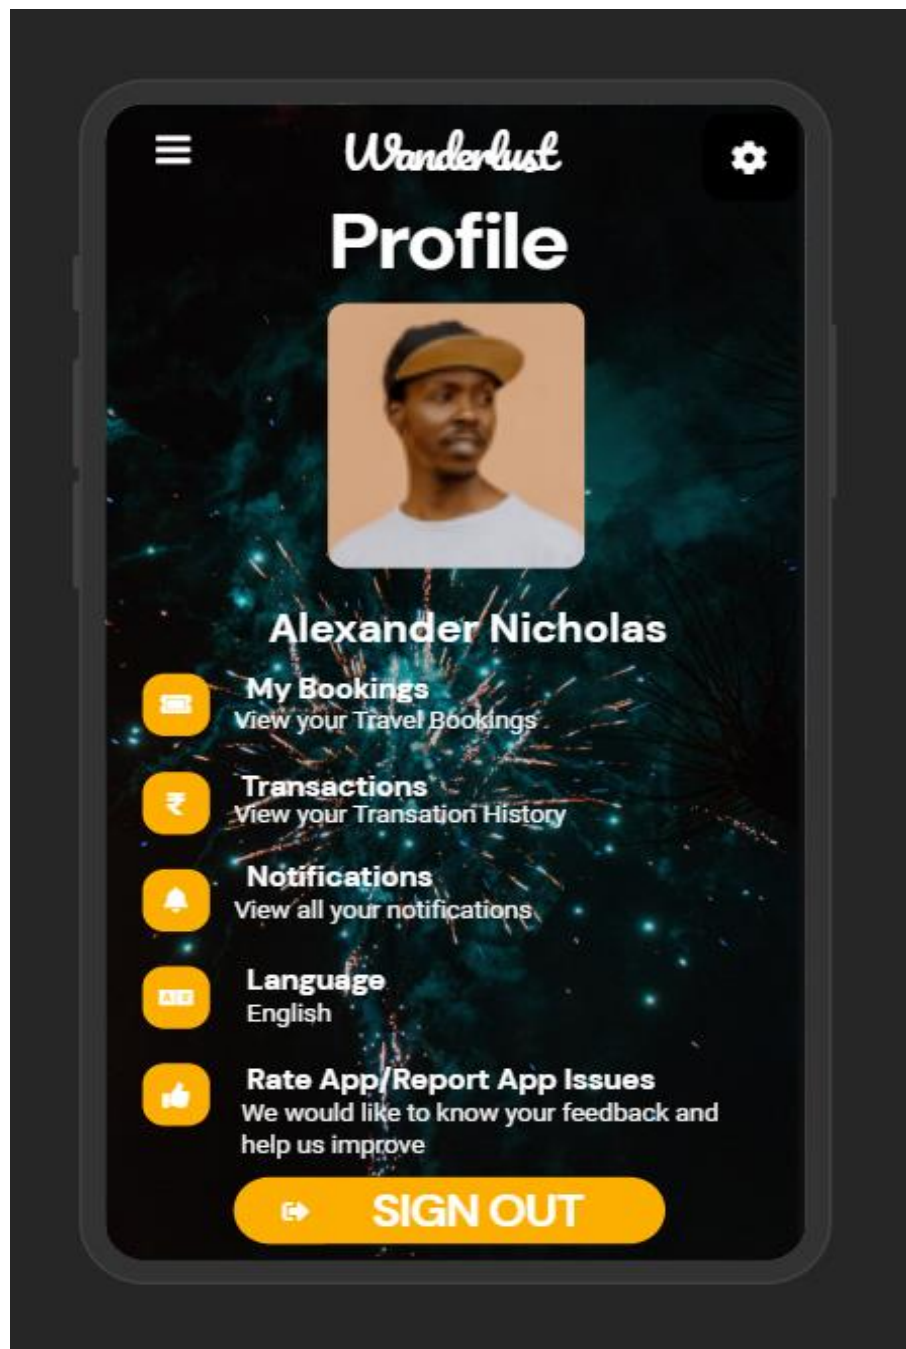 Wanderlust
Profile
Alexander Nicholas
My Bookings
View your Travel Bookings
Transactions
View your Transation History
Notifications
View all your notifications
Language
English
Rate App/Report App Issues
We would like to know your feedback and
help us improve
SIGN OUT